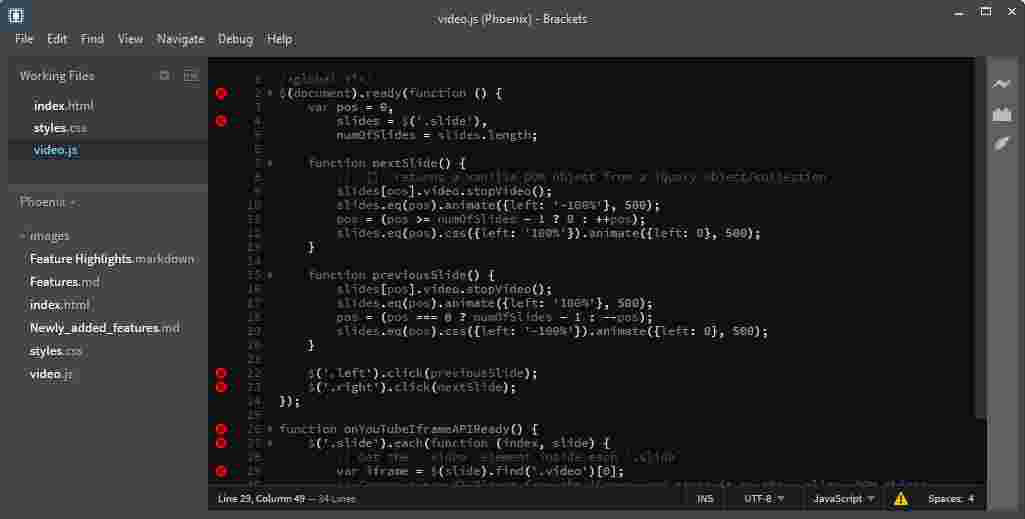 video.js (Phoenix) - Brackets
File Edit Find View Navigate Debug Help
Working Files
index.html
styles.css
video.js
Phoenix
images
Feature Highlights.markdown
Features.md
index.html
Newly_added_features.md
styles.css
video.js
2 $(document).ready(function () {
3 var pos = 0,
4 slides = $('.slide'),
5 numOfSlides = slides.length;
6
7 function nextSlide() {
8 // [] returns a vanilla DOM object from a jQuery object/collection
9 slides[pos].video.stopVideo();
10 slides.eq(pos).animate({left: '-100%'}, 500);
11 pos = (pos >= numOfSlides - 1 ? 0 : ++pos);
12 slides.eq(pos).css({left: '100%'}).animate({left: 0}, 500);
13 }
14
15 function previousSlide() {
16 slides[pos].video.stopVideo();
17 slides.eq(pos).animate({left: '100%'}, 500);
18 pos = (pos === 0 ? numOfSlides - 1 : --pos);
19 slides.eq(pos).css({left: '-100%'}).animate({left: 0}, 500);
20 }
21
22 $('.left').click(previousSlide);
23 $('.right').click(nextSlide);
24 });
25
26 function onYouTubeIframeAPIReady() {
27 $('.slide').each(function (index, slide) {
28 // Get the `.video` element inside each `.slide`
29 var iframe = $(slide).find('.video')[0];
Line 29, Column 49 — 34 Lines INS UTF-8 JavaScript Spaces: 4